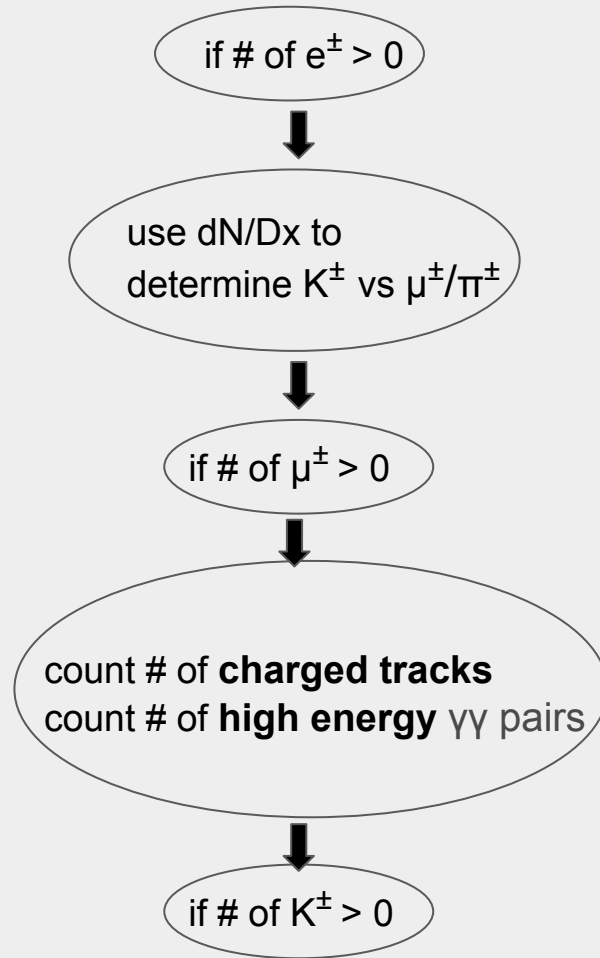 if # of e± > 0
use dN/Dx to
determine K± vs μ±/π±
if # of μ± > 0
count # of charged tracks
count # of high energy γγ pairs
if # of K± > 0